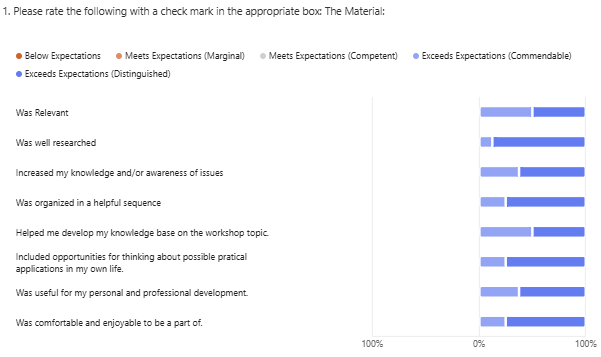 1. Please rate the following with a check mark in the appropriate box: The Material:
Below Expectations Meets Expectations (Marginal) Meets Expectations (Competent) Exceeds Expectations (Commendable)
Exceeds Expectations (Distinguished)
Was Relevant
Was well researched
Increased my knowledge and/or awareness of issues
Was organized in a helpful sequence
Helped me develop my knowledge base on the workshop topic.
Included opportunities for thinking about possible pratical
applications in my own life.
Was useful for my personal and professional development.
Was comfortable and enjoyable to be a part of.
100% 0% 100%